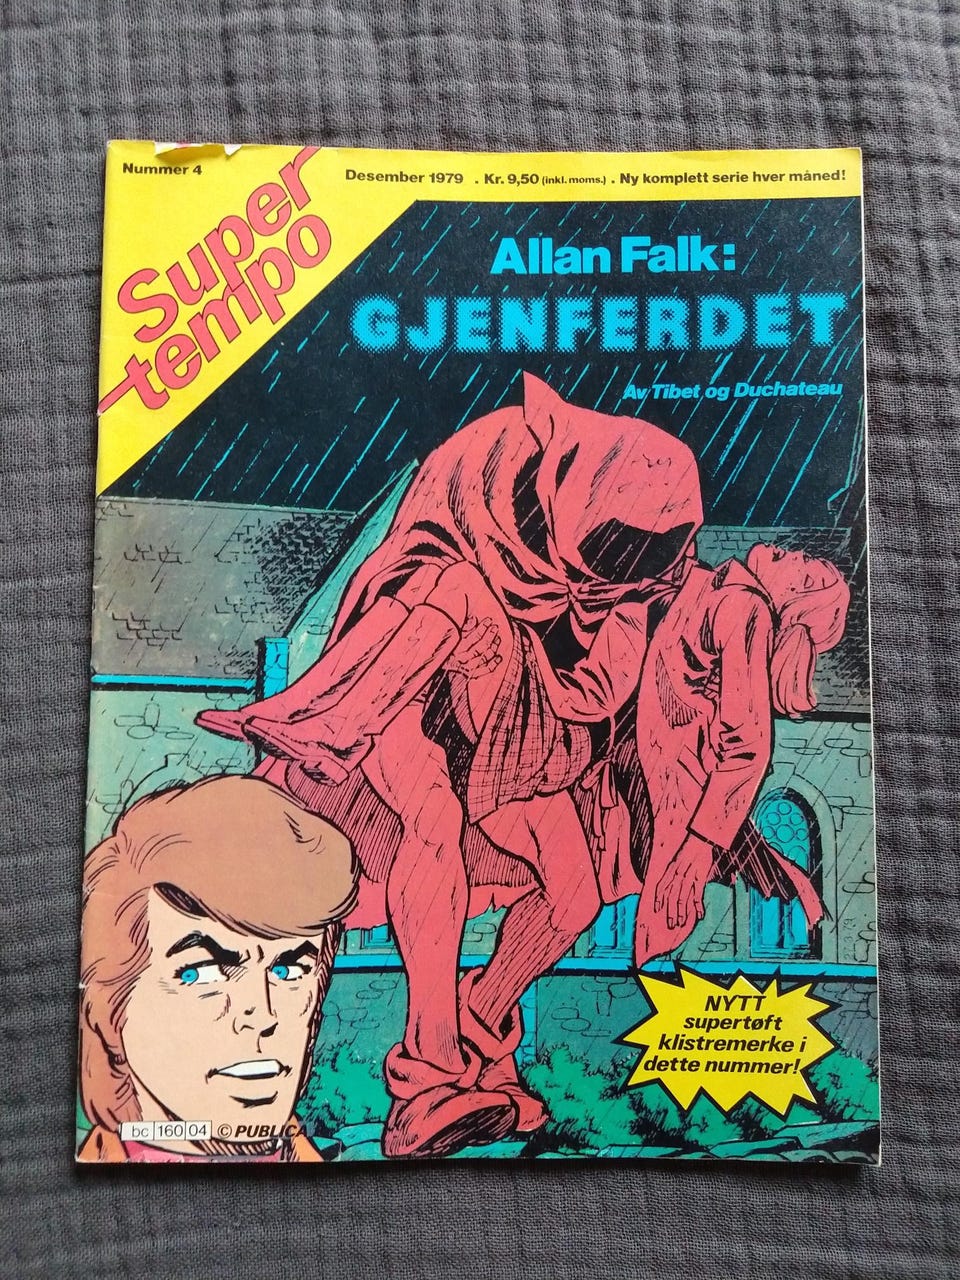 Nummer 4
Super
tempo
Desember 1979 . Kr. 9,50 (inkl. moms.) . Ny komplett serie hver måned!
Allan Falk:
GJENFERDET
Av Tibet og Duchateau
NYTT
supertøft
klistremerke i
dette nummer!
bc 160 04 © PUBLICA